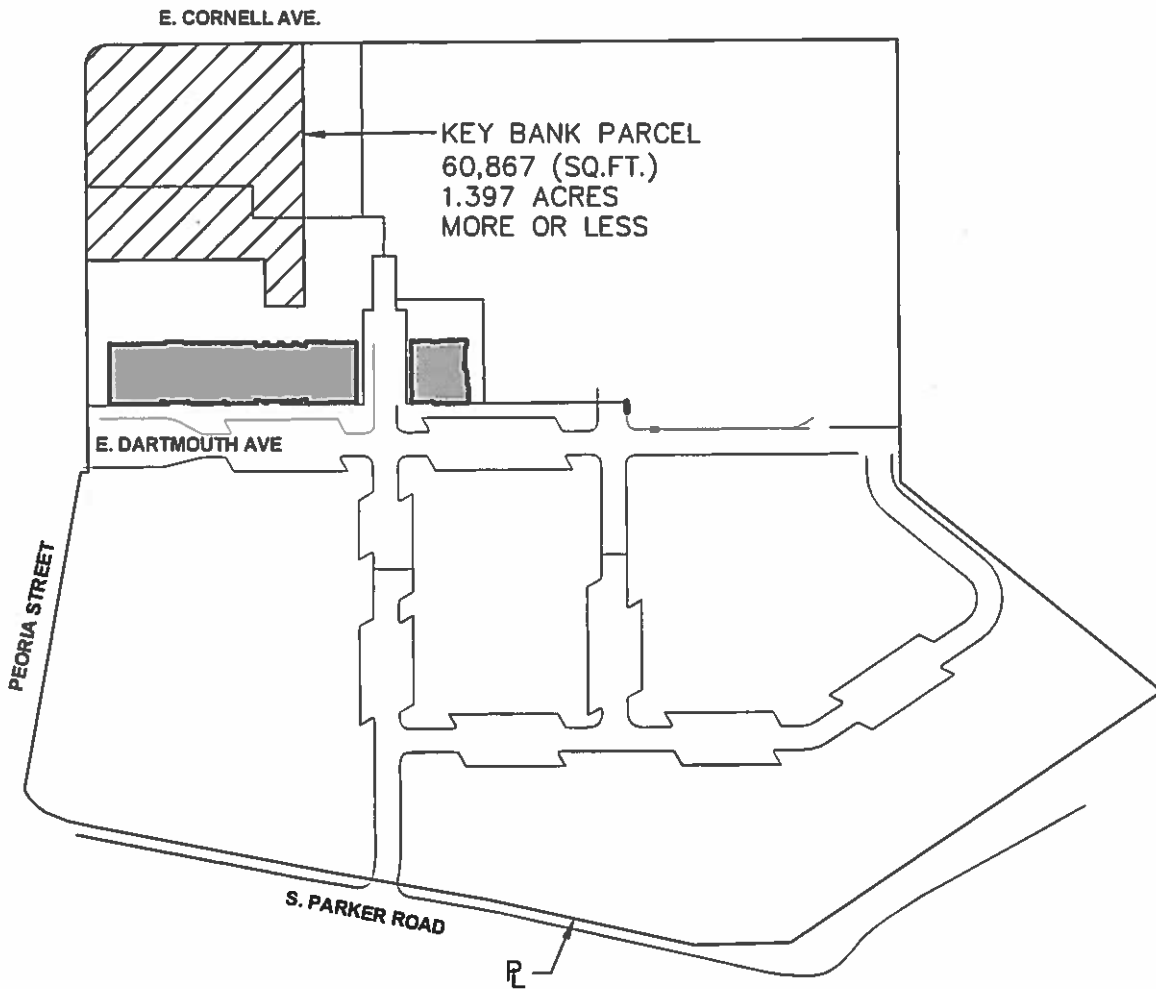 E. CORNELL AVE.
KEY BANK PARCEL
60,867 (SQ.FT.)
1.397 ACRES
MORE OR LESS
E. DARTMOUTH AVE
PEORIA STREET
S. PARKER ROAD
PL